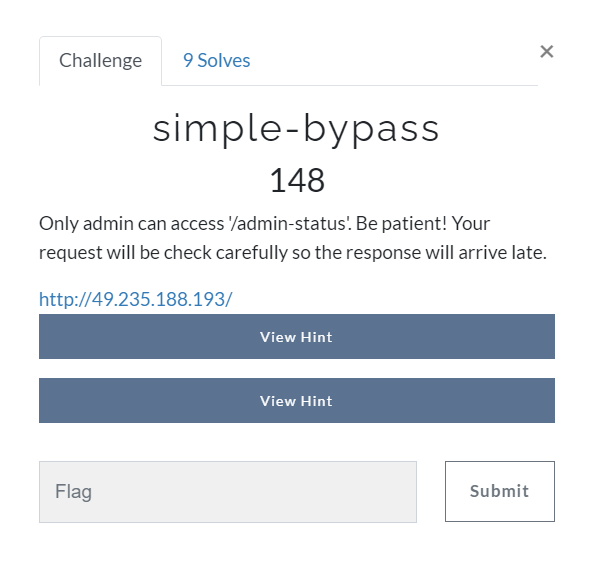 Challenge
9 Solves
×
simple-bypass
148
Only admin can access '/admin-status'. Be patient! Your
request will be check carefully so the response will arrive late.
http://49.235.188.193/
View Hint
View Hint
Flag
Submit